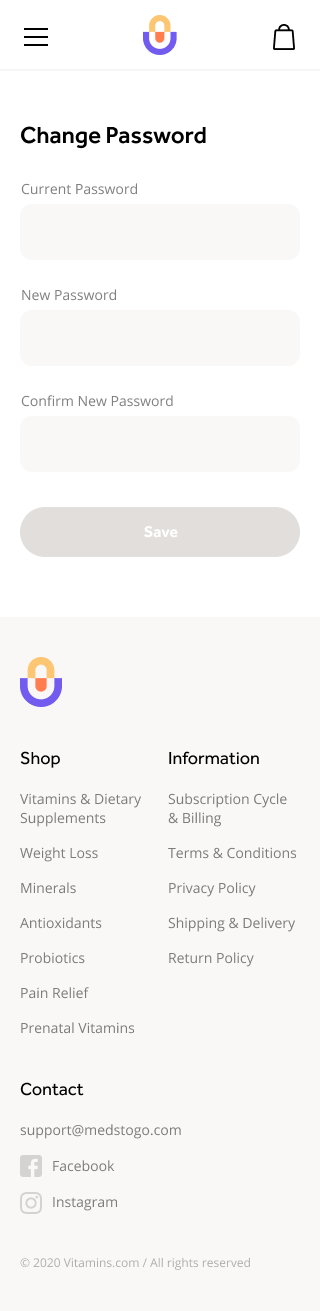 Change Password
Current Password
New Password
Confirm New Password
Save
Shop
Vitamins & Dietary
Supplements
Weight Loss
Minerals
Antioxidants
Probiotics
Pain Relief
Prenatal Vitamins
Information
Subscription Cycle
& Billing
Terms & Conditions
Privacy Policy
Shipping & Delivery
Return Policy
Contact
support@medstogo.com
Facebook
Instagram
© 2020 Vitamins.com / All rights reserved